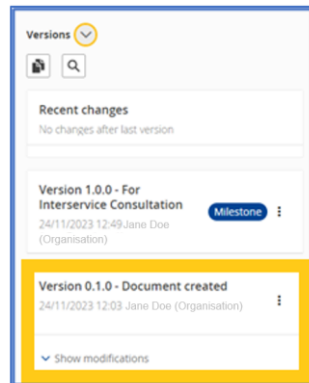 Versions
Recent changes
No changes after last version
Version 1.0.0 - For
Interservice Consultation
Milestone
24/11/2023 12:49 Jane Doe
(Organisation)
Version 0.1.0 - Document created
24/11/2023 12:03 Jane Doe (Organisation)
Show modifications